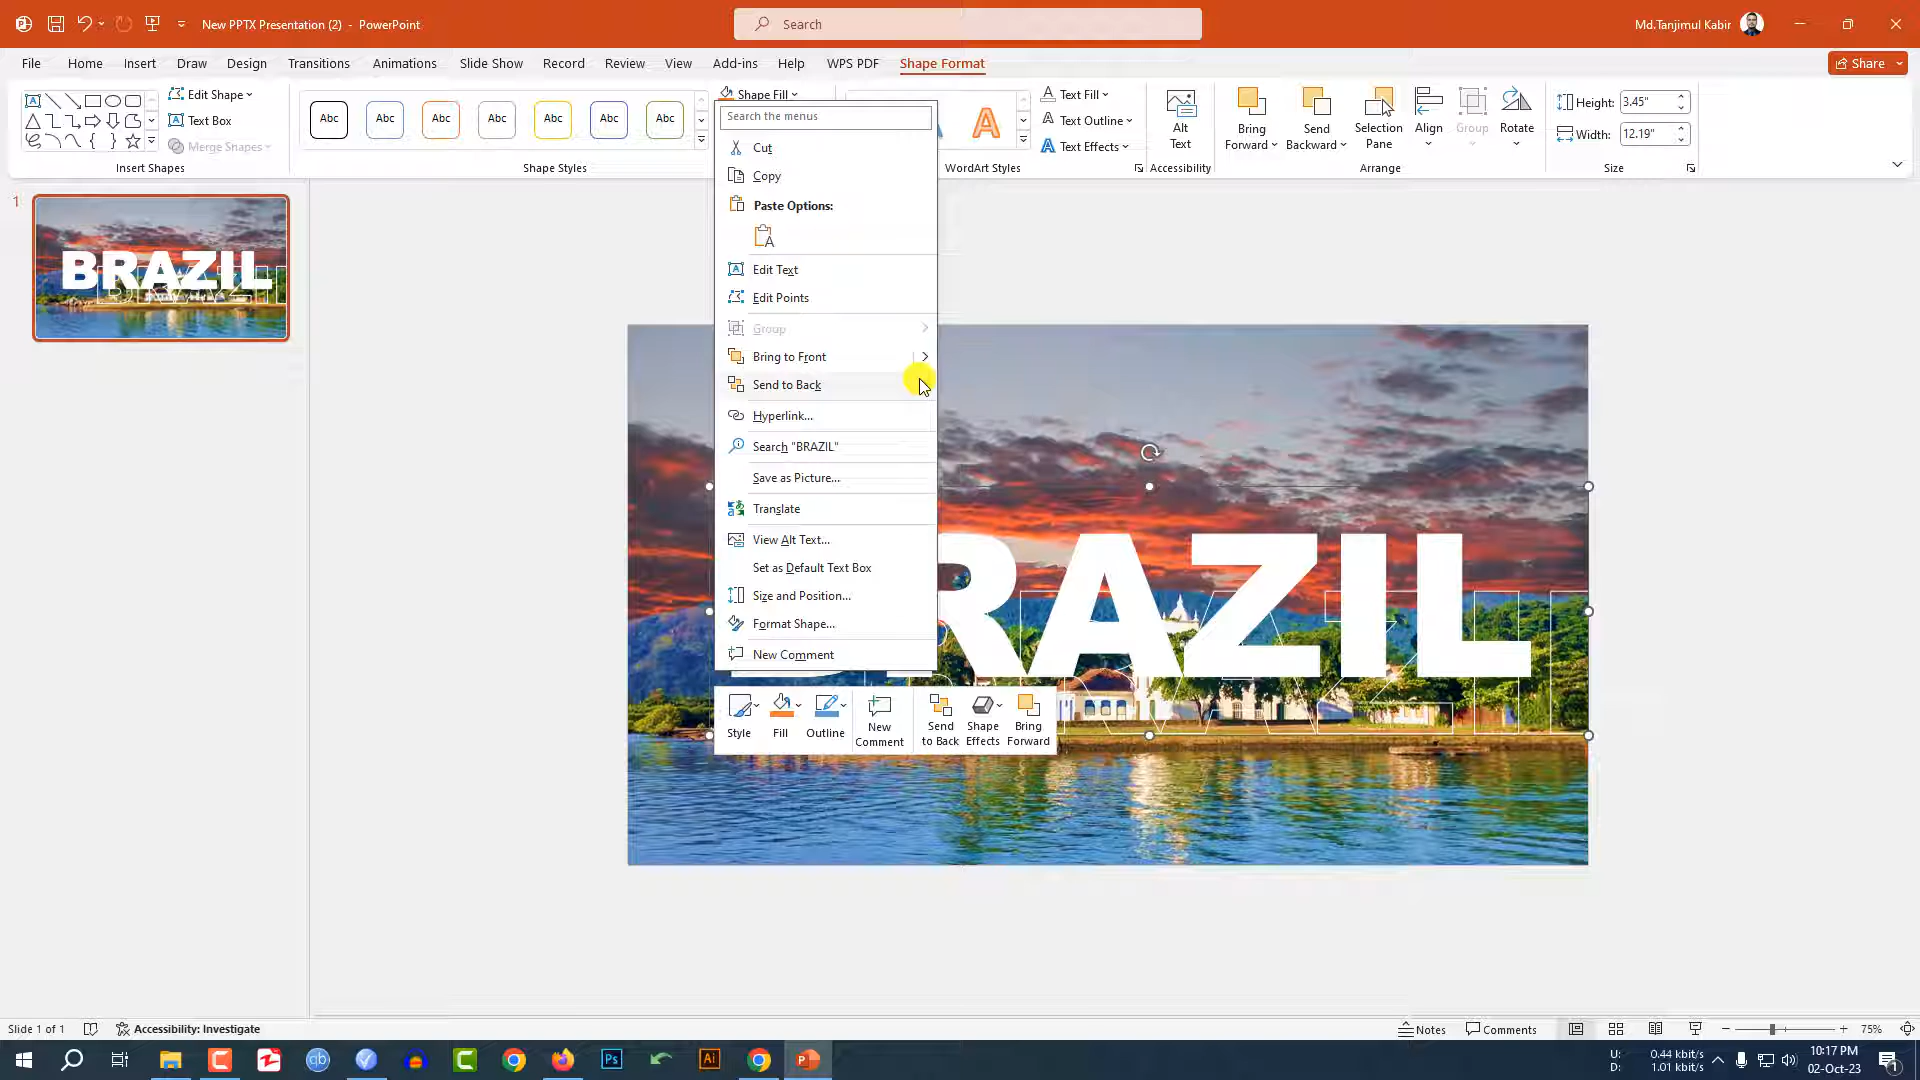 New PPTX Presentation (2) - PowerPoint
Search
Md.Tanjimul Kabir
File Home Insert Draw Design Transitions Animations Slide Show Record Review View Add-ins Help WPS PDF Shape Format
Share
Edit Shape
Text Box
Merge Shapes
Insert Shapes
Abc Abc Abc Abc Abc Abc Abc
Shape Styles
Shape Fill
A
Text Fill
Text Outline
Text Effects
WordArt Styles
Alt Text
Accessibility
Bring Forward
Send Backward
Selection Pane
Align
Group
Rotate
Arrange
Height: 3.45"
Width: 12.19"
Size
Search the menus
Cut
Copy
Paste Options:
Edit Text
Edit Points
Group
Bring to Front
Send to Back
Hyperlink...
Search "BRAZIL"
Save as Picture...
Translate
View Alt Text...
Set as Default Text Box
Size and Position...
Format Shape...
New Comment
Style
Fill
Outline
New Comment
Send to Back
Shape Effects
Bring Forward
1
BRAZIL
BRAZIL
Slide 1 of 1
Accessibility: Investigate
Notes
Comments
75%
qb
Ps
Ai
U: 0.44 kbit/s
D: 1.01 kbit/s
10:17 PM
02-Oct-23
1